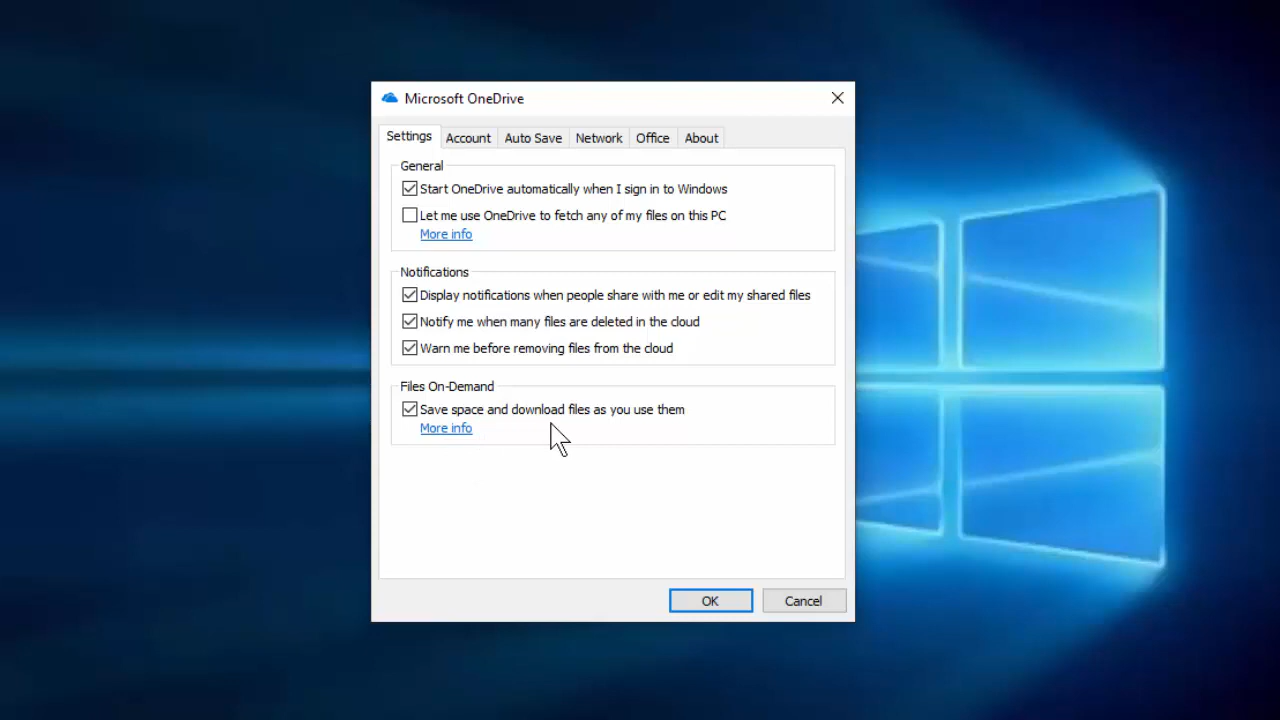 Microsoft OneDrive
Settings Account Auto Save Network Office About
General
Start OneDrive automatically when I sign in to Windows
Let me use OneDrive to fetch any of my files on this PC
More info
Notifications
Display notifications when people share with me or edit my shared files
Notify me when many files are deleted in the cloud
Warn me before removing files from the cloud
Files On-Demand
Save space and download files as you use them
More info
OK Cancel